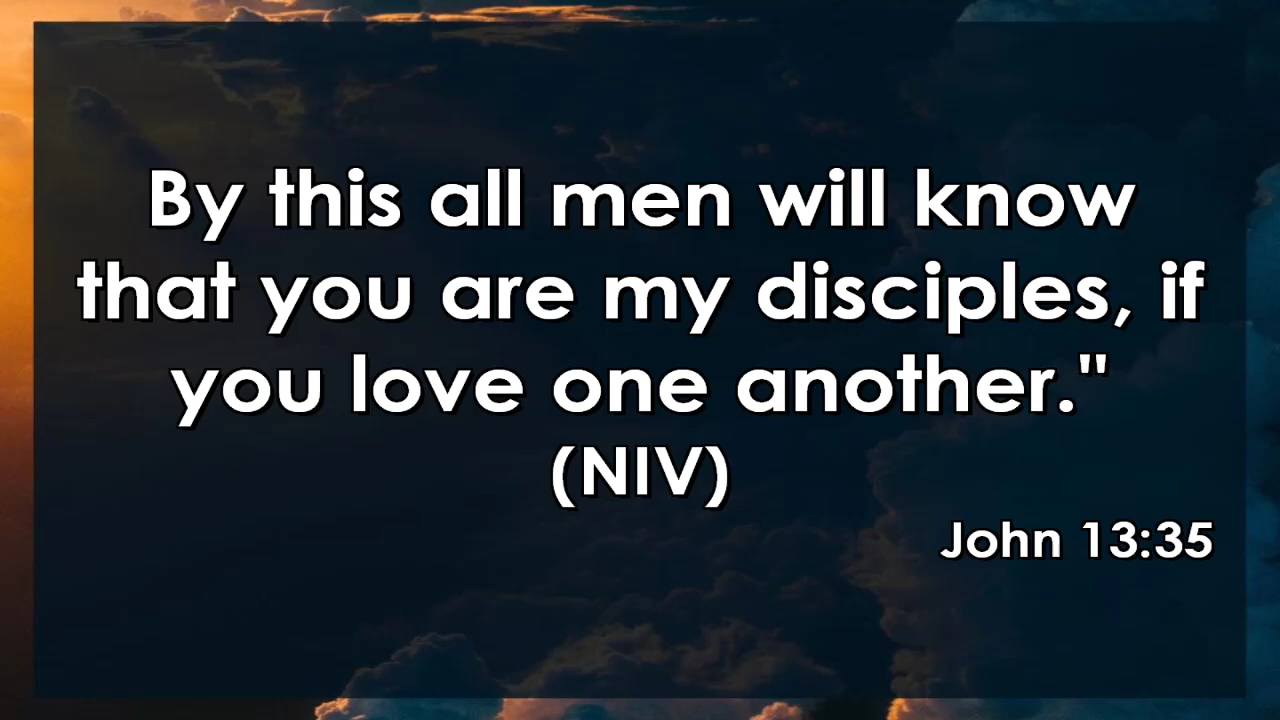 By this all men will know
that you are my disciples, if
you love one another."
(NIV)
John 13:35